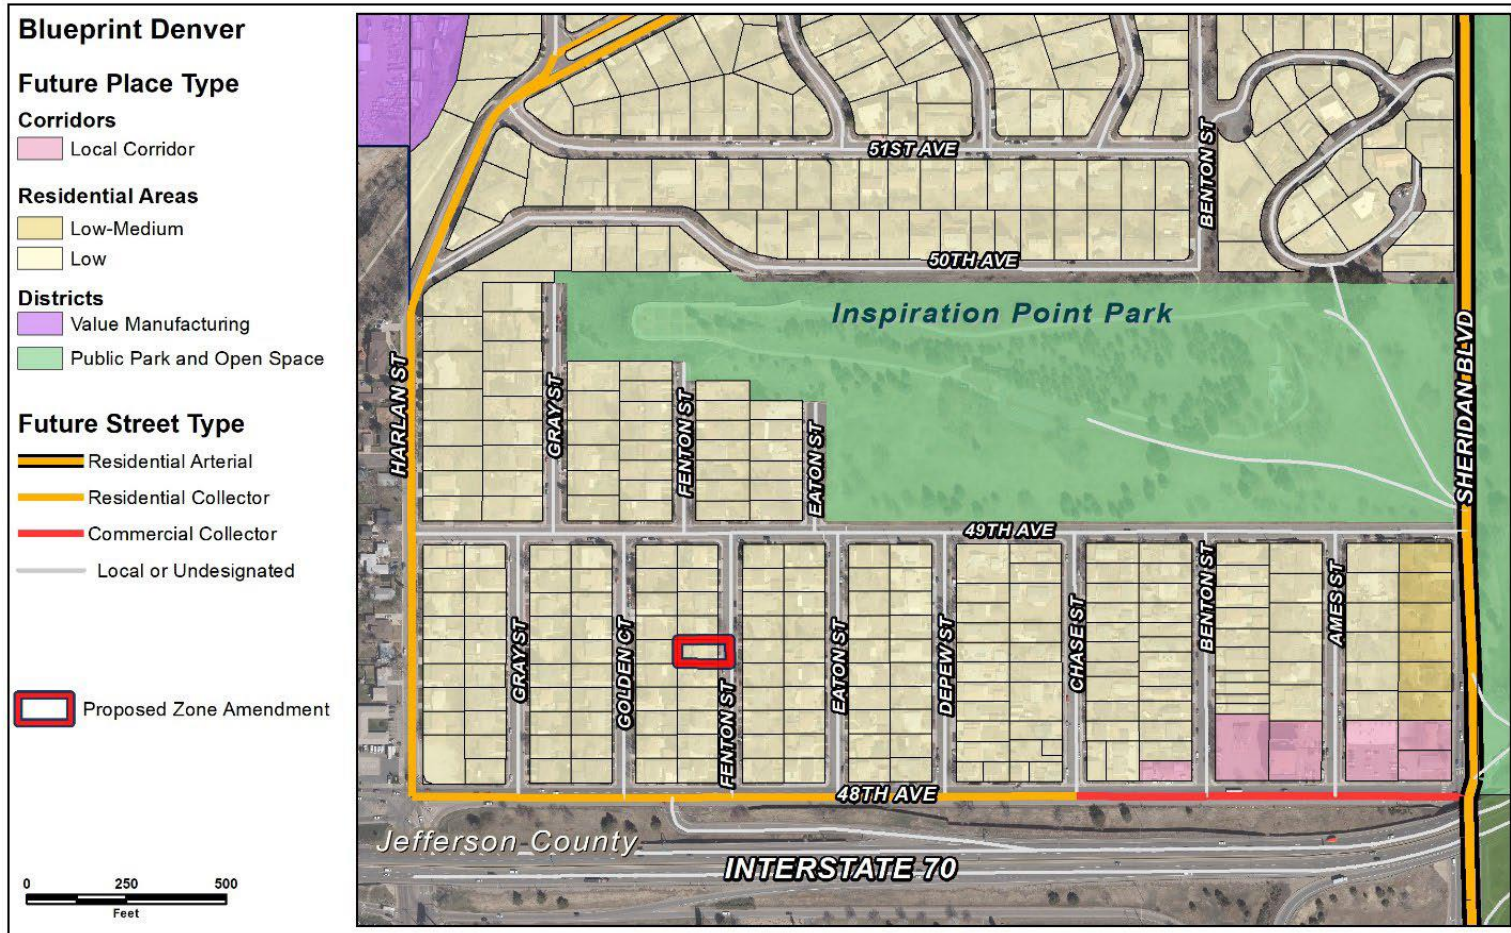 Blueprint Denver
Future Place Type
Corridors
Local Corridor
Residential Areas
Low-Medium
Low
Districts
Value Manufacturing
Public Park and Open Space
Future Street Type
Residential Arterial
Residential Collector
Commercial Collector
Local or Undesignated
Proposed Zone Amendment
0 250 500
Feet
51ST AVE
BENTON ST
50TH AVE
Inspiration Point Park
HARLAN ST
GRAY ST
FENTON ST
EATON ST
SHERIDAN BLVD
49TH AVE
GRAY ST
GOLDEN CT
FENTON ST
EATON ST
DEPEW ST
CHASE ST
BENTON ST
AMES ST
48TH AVE
Jefferson County
INTERSTATE 70